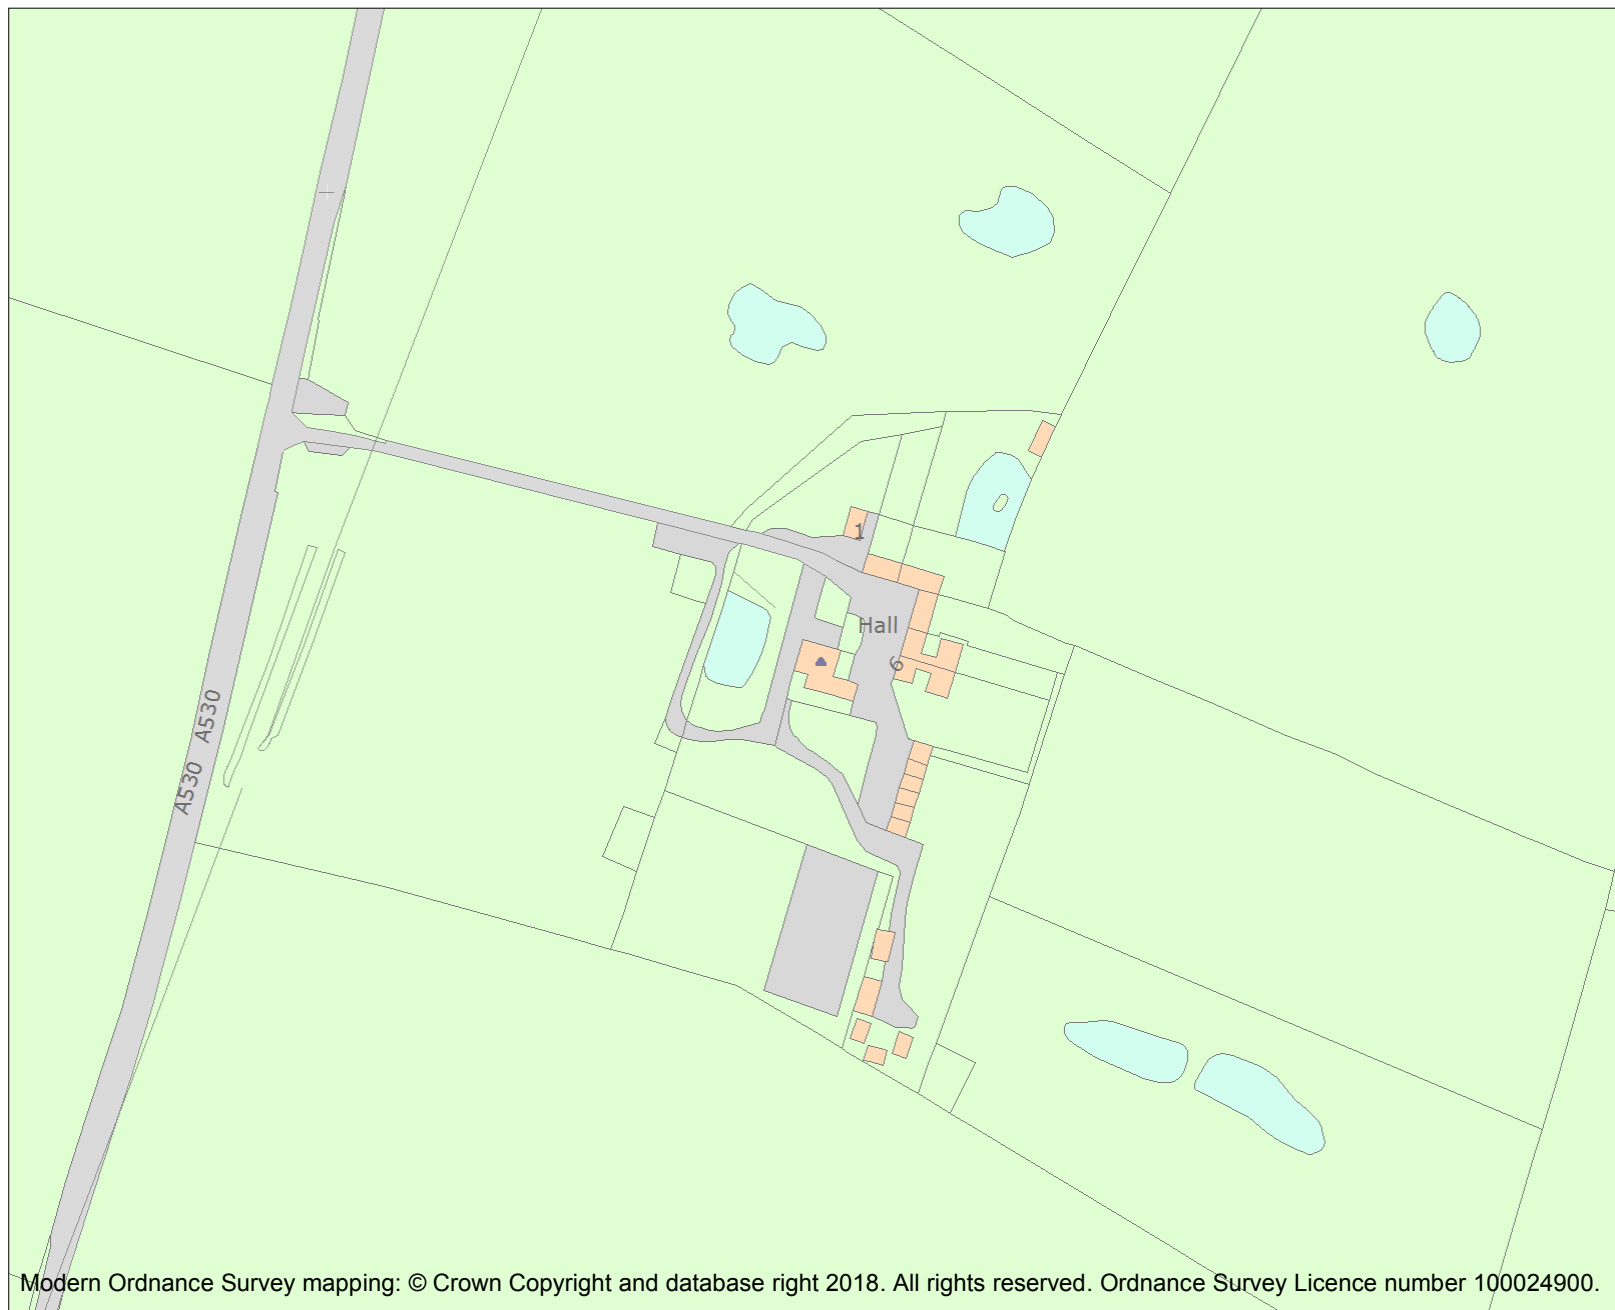 1
Hall
6
A530
A530
Modern Ordnance Survey mapping: © Crown Copyright and database right 2018. All rights reserved. Ordnance Survey Licence number 100024900.